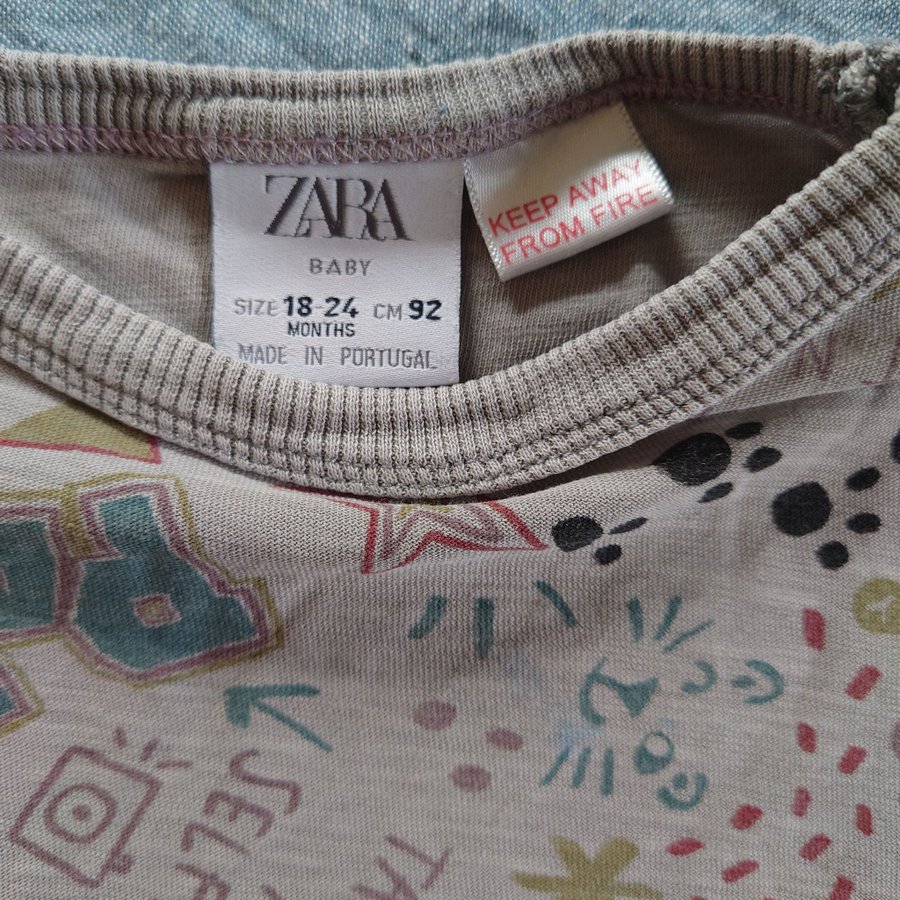 ZARA
BABY
SIZE 18-24 CM 92
MONTHS
MADE IN PORTUGAL
KEEP AWAY
FROM FIRE